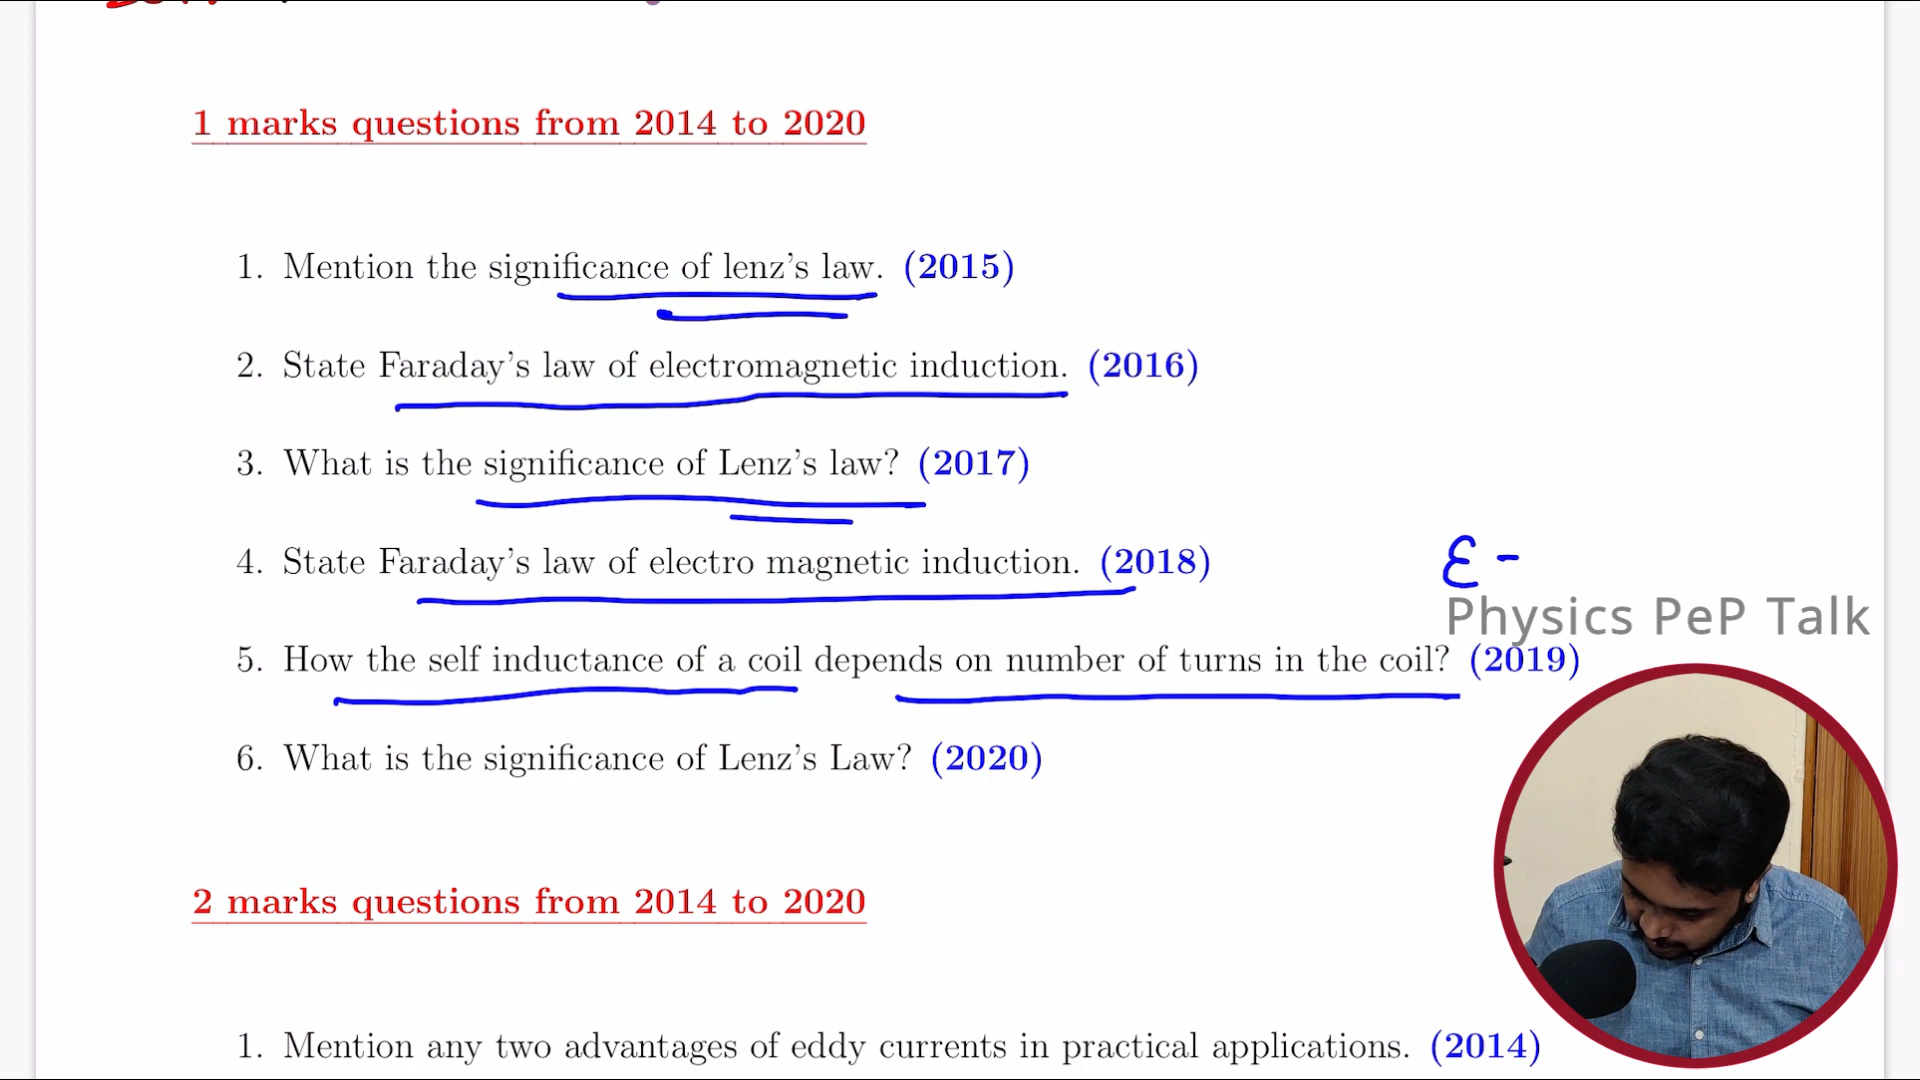 1 marks questions from 2014 to 2020
1. Mention the significance of lenz's law. (2015)
2. State Faraday's law of electromagnetic induction. (2016)
3. What is the significance of Lenz's law? (2017)
4. State Faraday's law of electro magnetic induction. (2018)
ε -
Physics PeP Talk
5. How the self inductance of a coil depends on number of turns in the coil? (2019)
6. What is the significance of Lenz's Law? (2020)
2 marks questions from 2014 to 2020
1. Mention any two advantages of eddy currents in practical applications. (2014)